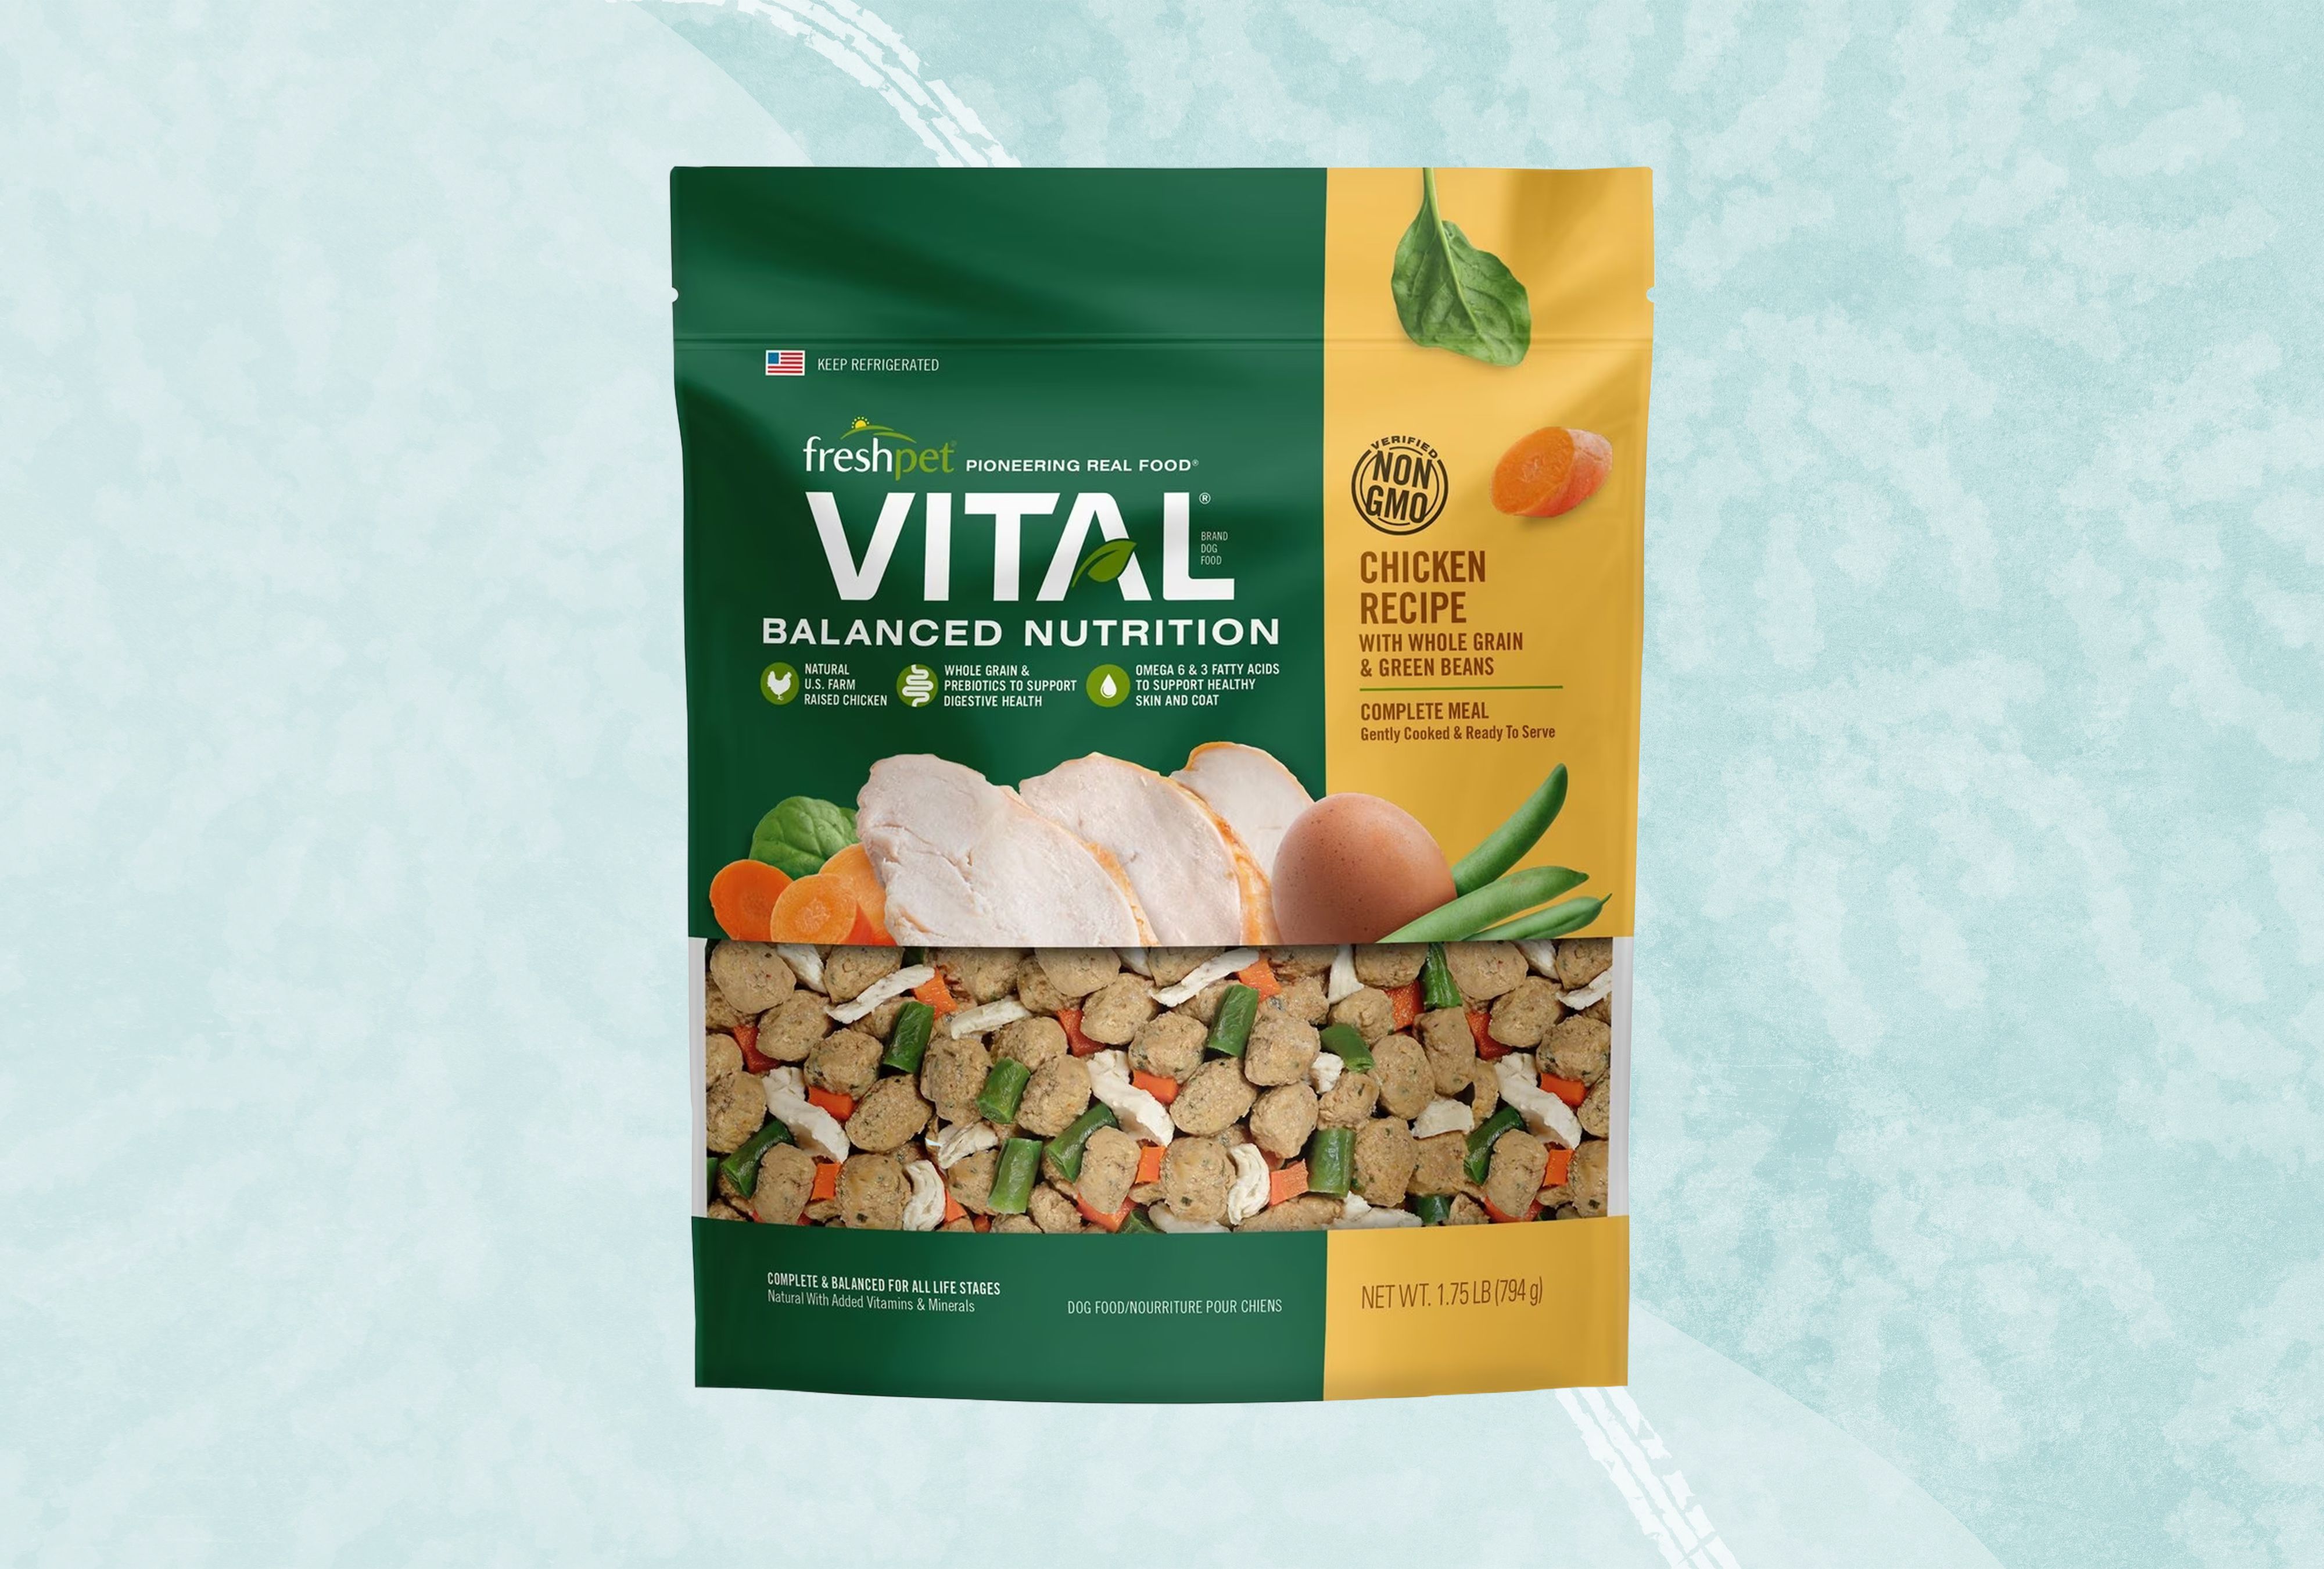 KEEP REFRIGERATED
freshpet® PIONEERING REAL FOOD®
VITAL®
BRAND
DOG
FOOD
BALANCED NUTRITION
NATURAL
U.S. FARM
RAISED CHICKEN
WHOLE GRAIN &
PREBIOTICS TO SUPPORT
DIGESTIVE HEALTH
OMEGA 6 & 3 FATTY ACIDS
TO SUPPORT HEALTHY
SKIN AND COAT
VERIFIED
NON
GMO
CHICKEN
RECIPE
WITH WHOLE GRAIN
& GREEN BEANS
COMPLETE MEAL
Gently Cooked & Ready To Serve
COMPLETE & BALANCED FOR ALL LIFE STAGES
Natural With Added Vitamins & Minerals
DOG FOOD/NOURRITURE POUR CHIENS
NET WT. 1.75 LB (794 g)